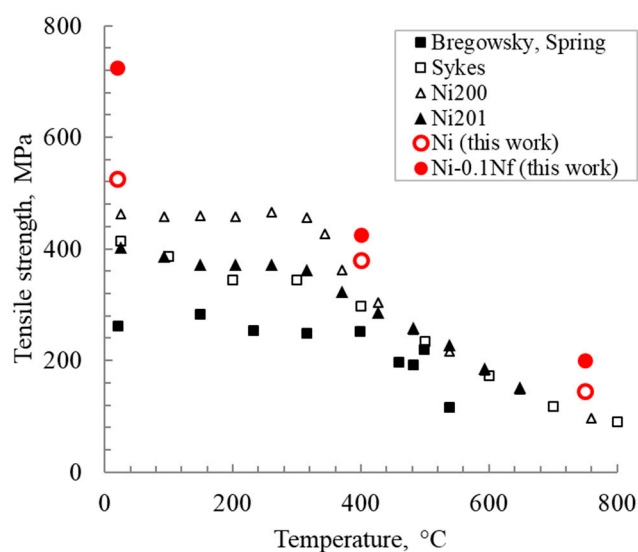 800
600
400
200
0
Tensile strength, MPa
Bregowsky, Spring
Sykes
Ni200
Ni201
Ni (this work)
Ni-0.1Nf (this work)
0 200 400 600 800
Temperature, °C